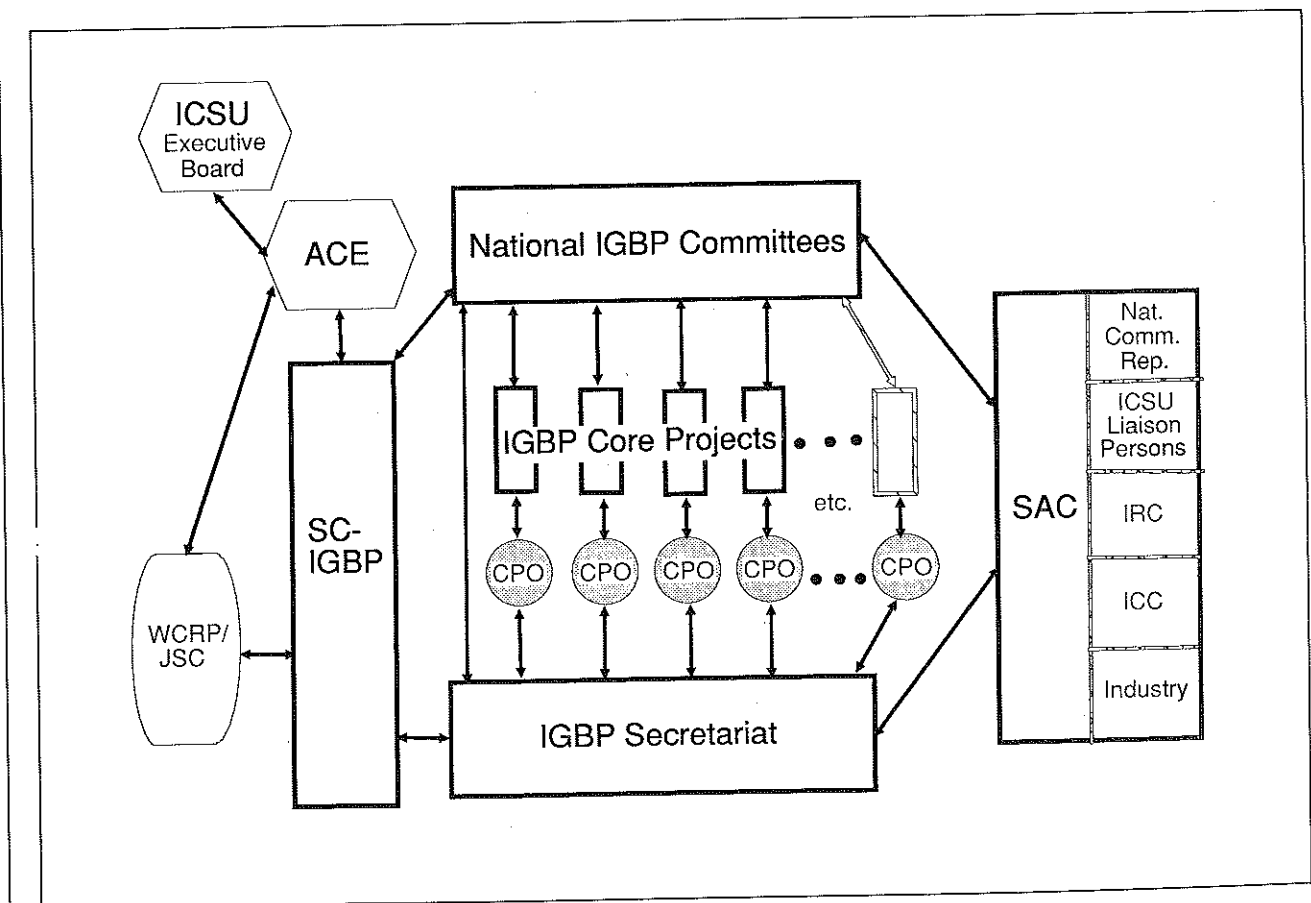 ICSU
Executive
Board
ACE
National IGBP Committees
Nat.
Comm.
Rep.
ICSU
Liaison
Persons
IGBP Core Projects
etc.
SAC
IRC
SC-
IGBP
CPO CPO CPO CPO CPO
ICC
WCRP/
JSC
Industry
IGBP Secretariat